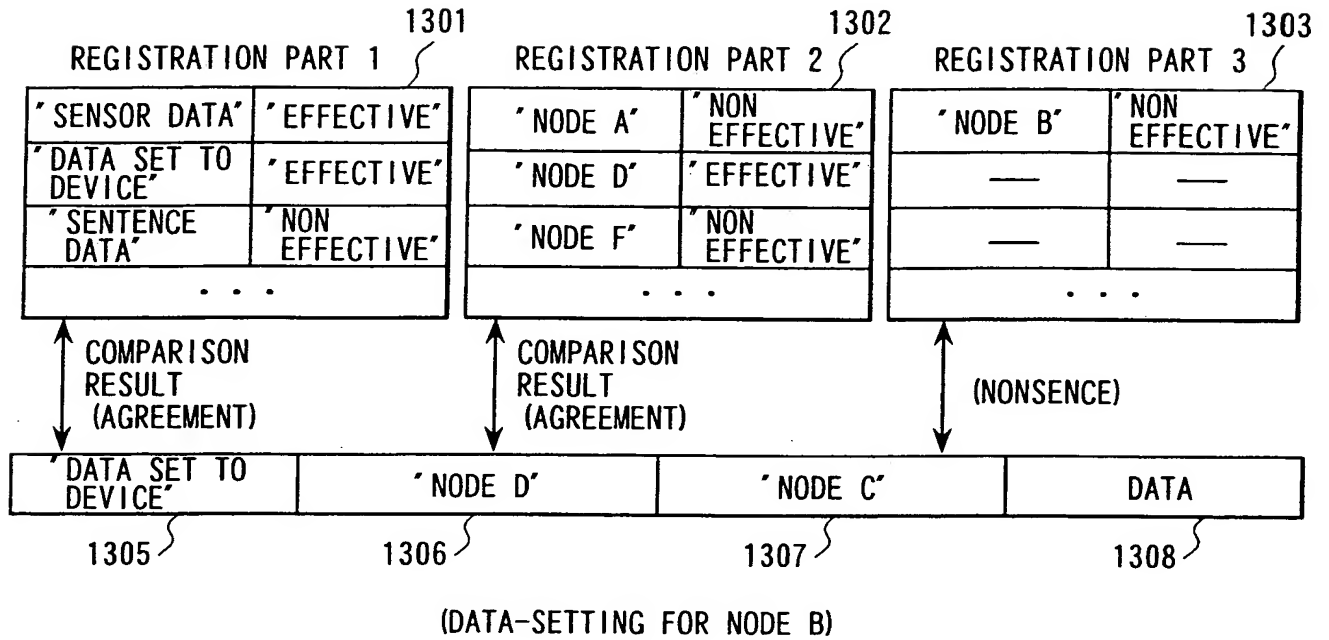 1301
1302
1303
REGISTRATION PART 1
REGISTRATION PART 2
REGISTRATION PART 3
"SENSOR DATA" "EFFECTIVE"
"DATA SET TO
DEVICE" "EFFECTIVE"
"SENTENCE
DATA" "NON
EFFECTIVE"
. . .
"NODE A" "NON
EFFECTIVE"
"NODE D" "EFFECTIVE"
"NODE F" "NON
EFFECTIVE"
. . .
"NODE B" "NON
EFFECTIVE"
— —
— —
. . .
COMPARISON
RESULT
(AGREEMENT)
COMPARISON
RESULT
(AGREEMENT)
(NONSENCE)
"DATA SET TO
DEVICE"
"NODE D"
"NODE C"
DATA
1305
1306
1307
1308
(DATA-SETTING FOR NODE B)